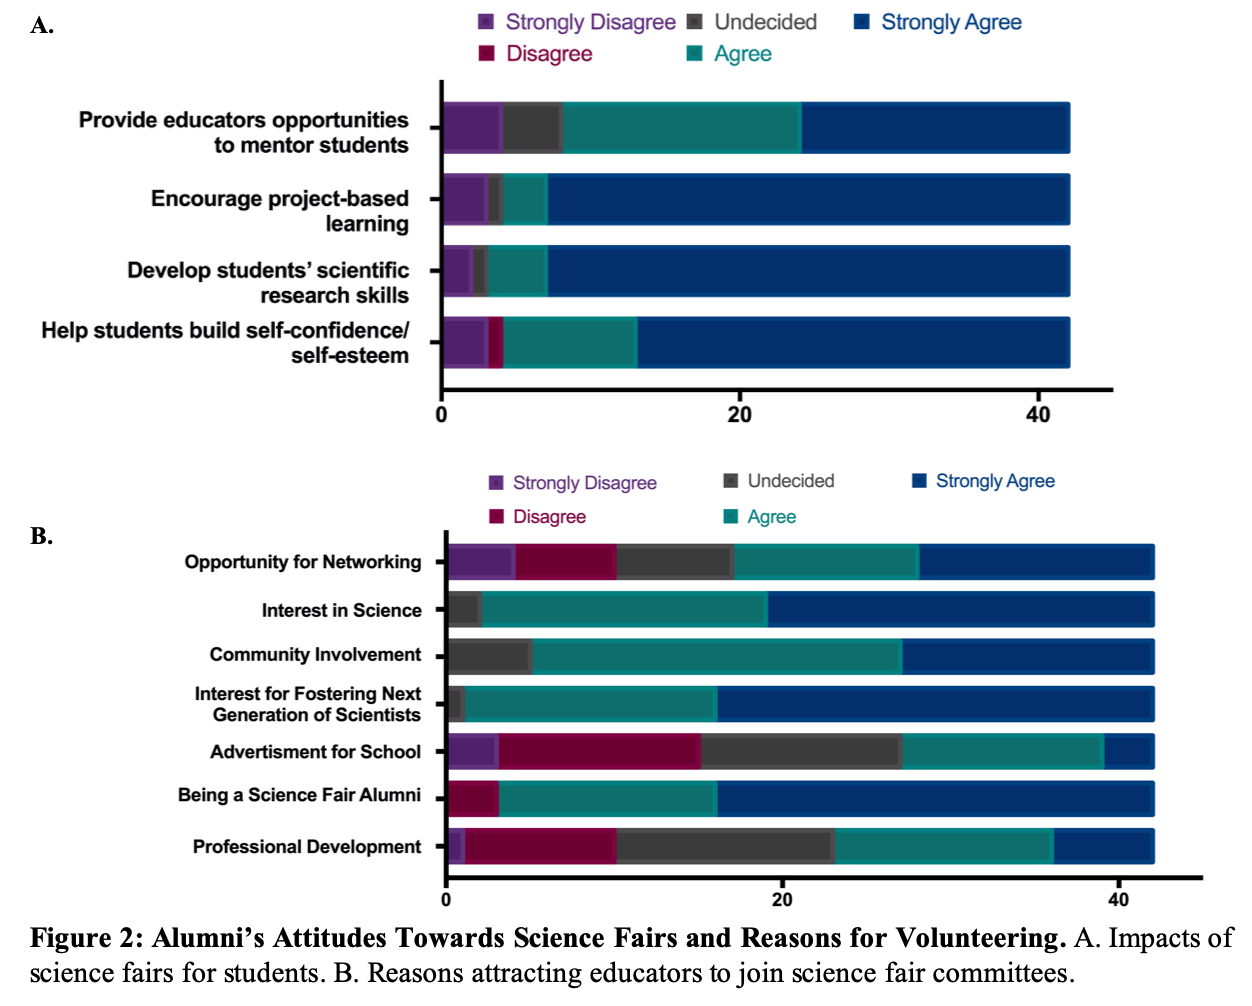 A.
Strongly Disagree Undecided Strongly Agree
Disagree Agree
Provide educators opportunities
to mentor students
Encourage project-based
learning
Develop students’ scientific
research skills
Help students build self-confidence/
self-esteem
0 20 40
Strongly Disagree Undecided Strongly Agree
Disagree Agree
B.
Opportunity for Networking
Interest in Science
Community Involvement
Interest for Fostering Next
Generation of Scientists
Advertisment for School
Being a Science Fair Alumni
Professional Development
0 20 40
Figure 2: Alumni’s Attitudes Towards Science Fairs and Reasons for Volunteering. A. Impacts of
science fairs for students. B. Reasons attracting educators to join science fair committees.